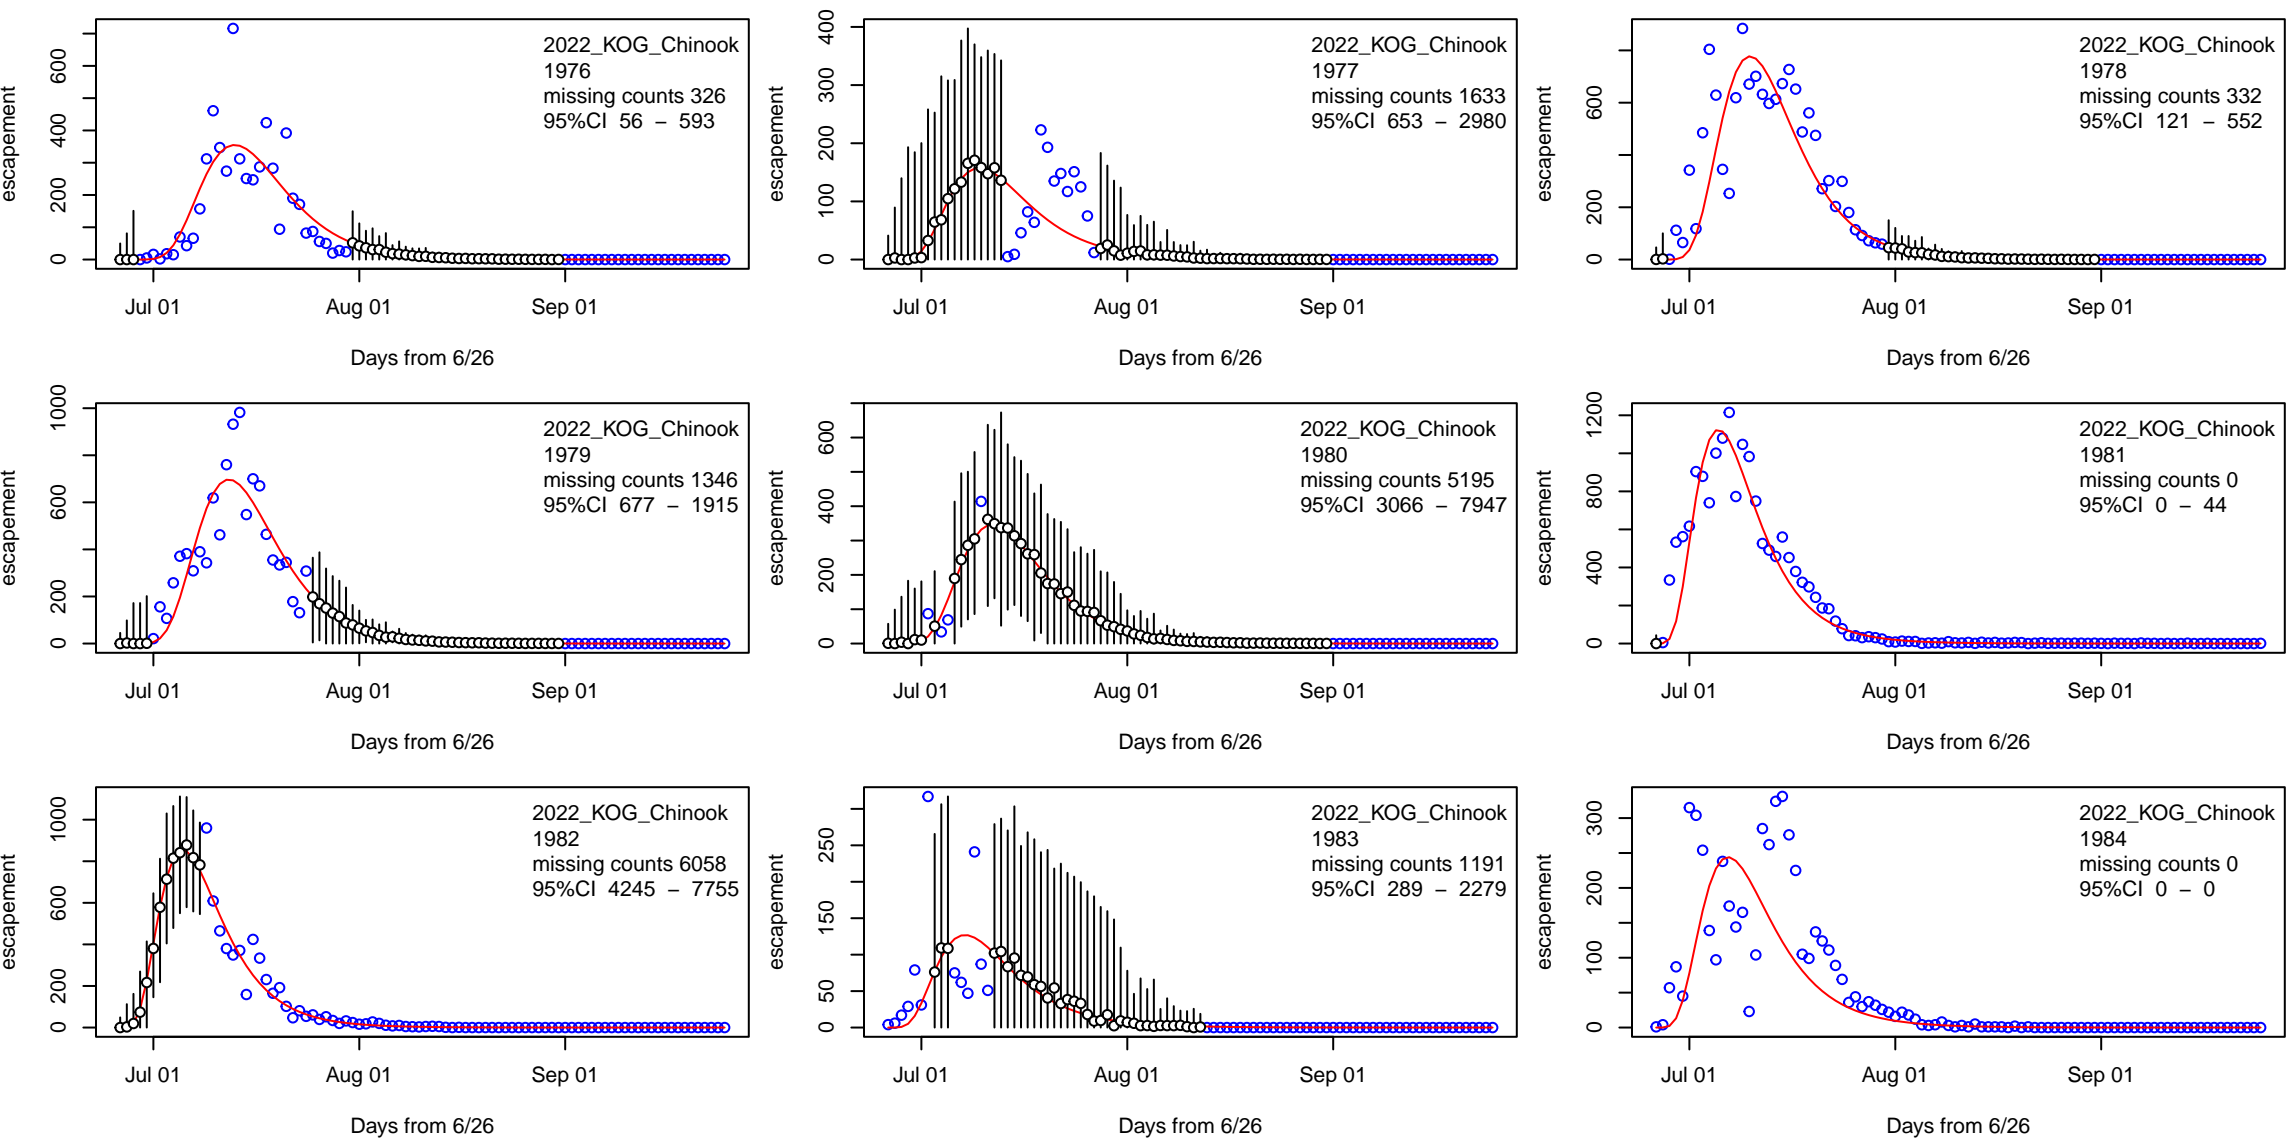 escapement
0
200
400
600
2022_KOG_Chinook
1976
missing counts 326
95%CI 56 – 593
Jul 01
Aug 01
Sep 01
Days from 6/26
escapement
0
100
200
300
400
2022_KOG_Chinook
1977
missing counts 1633
95%CI 653 – 2980
Jul 01
Aug 01
Sep 01
Days from 6/26
escapement
0
200
600
2022_KOG_Chinook
1978
missing counts 332
95%CI 121 – 552
Jul 01
Aug 01
Sep 01
Days from 6/26
escapement
0
200
600
1000
2022_KOG_Chinook
1979
missing counts 1346
95%CI 677 – 1915
Jul 01
Aug 01
Sep 01
Days from 6/26
escapement
0
200
400
600
2022_KOG_Chinook
1980
missing counts 5195
95%CI 3066 – 7947
Jul 01
Aug 01
Sep 01
Days from 6/26
escapement
0
400
800
1200
2022_KOG_Chinook
1981
missing counts 0
95%CI 0 – 44
Jul 01
Aug 01
Sep 01
Days from 6/26
escapement
0
200
600
1000
2022_KOG_Chinook
1982
missing counts 6058
95%CI 4245 – 7755
Jul 01
Aug 01
Sep 01
Days from 6/26
escapement
0
50
150
250
2022_KOG_Chinook
1983
missing counts 1191
95%CI 289 – 2279
Jul 01
Aug 01
Sep 01
Days from 6/26
escapement
0
100
200
300
2022_KOG_Chinook
1984
missing counts 0
95%CI 0 – 0
Jul 01
Aug 01
Sep 01
Days from 6/26